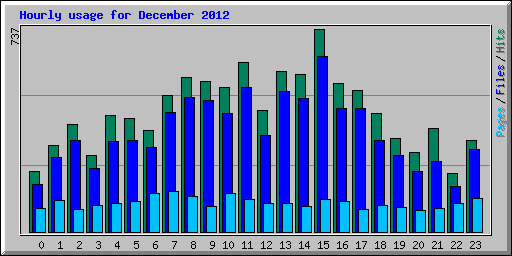 Hourly usage for December 2012
737
Pages / Files / Hits
0 1 2 3 4 5 6 7 8 9 10 11 12 13 14 15 16 17 18 19 20 21 22 23